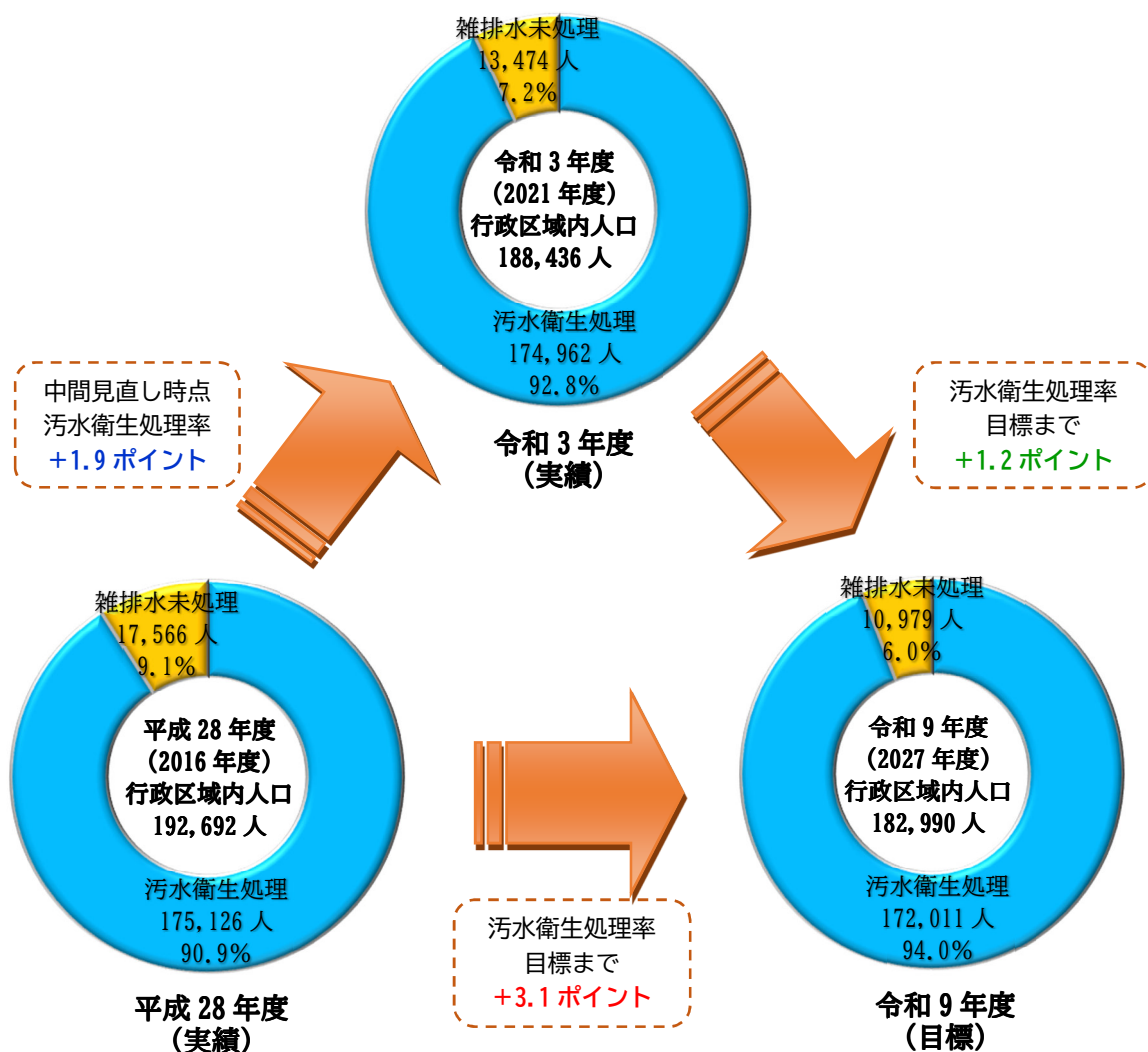 雑排水未処理
13,474 人
7.2%
令和 3 年度
(2021 年度)
行政区域内人口
188,436 人
汚水衛生処理
174,962 人
92.8%
令和 3 年度
(実績)
中間見直し時点
汚水衛生処理率
+1.9 ポイント
汚水衛生処理率
目標まで
+1.2 ポイント
雑排水未処理
17,566 人
9.1%
平成 28 年度
(2016 年度)
行政区域内人口
192,692 人
汚水衛生処理
175,126 人
90.9%
平成 28 年度
(実績)
汚水衛生処理率
目標まで
+3.1 ポイント
雑排水未処理
10,979 人
6.0%
令和 9 年度
(2027 年度)
行政区域内人口
182,990 人
汚水衛生処理
172,011 人
94.0%
令和 9 年度
(目標)